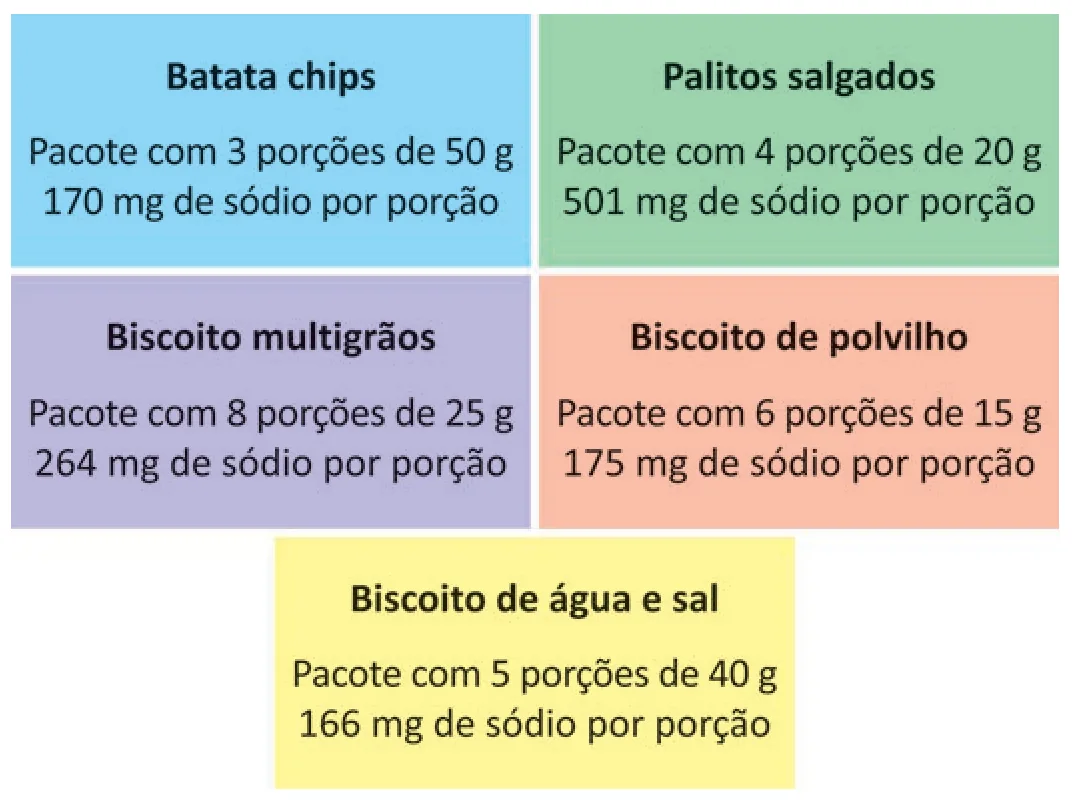 Batata chips
Pacote com 3 porções de 50 g
170 mg de sódio por porção
Palitos salgados
Pacote com 4 porções de 20 g
501 mg de sódio por porção
Biscoito multigrãos
Pacote com 8 porções de 25 g
264 mg de sódio por porção
Biscoito de polvilho
Pacote com 6 porções de 15 g
175 mg de sódio por porção
Biscoito de água e sal
Pacote com 5 porções de 40 g
166 mg de sódio por porção